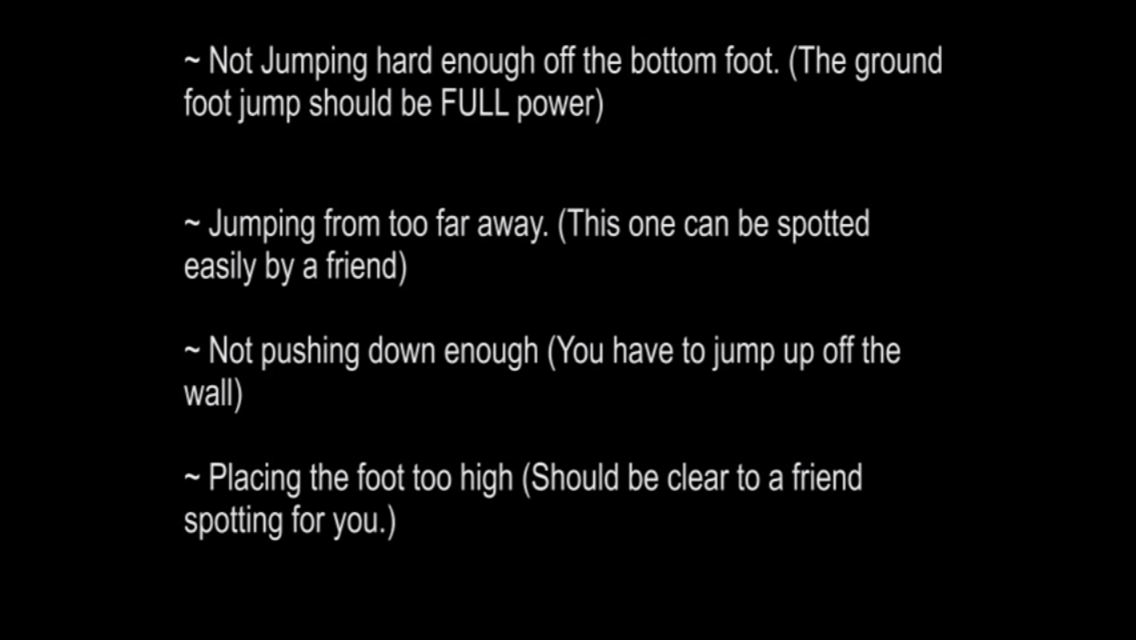 ~ Not Jumping hard enough off the bottom foot. (The ground
foot jump should be FULL power)
~ Jumping from too far away. (This one can be spotted
easily by a friend)
~ Not pushing down enough (You have to jump up off the
wall)
~ Placing the foot too high (Should be clear to a friend
spotting for you.)